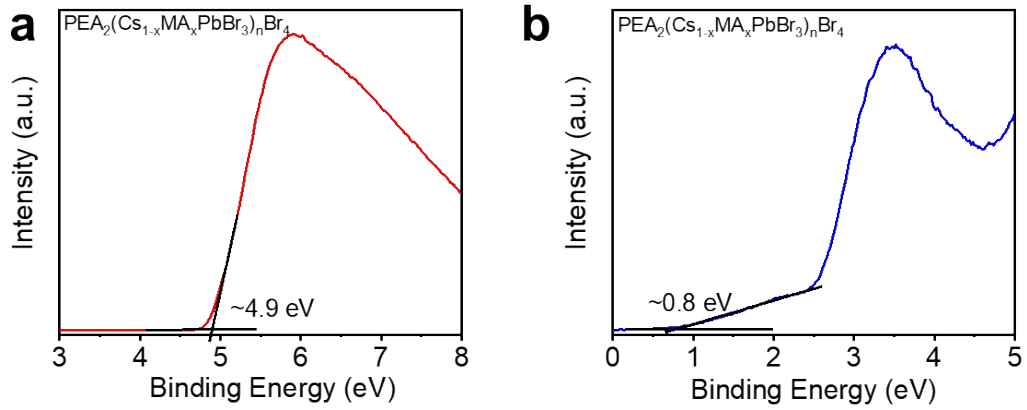 a
PEA₂(Cs₁₋ₓMAₓPbBr₃)ₙBr₄
Intensity (a.u.)
~4.9 eV
3 4 5 6 7 8
Binding Energy (eV)
b
PEA₂(Cs₁₋ₓMAₓPbBr₃)ₙBr₄
Intensity (a.u.)
~0.8 eV
0 1 2 3 4 5
Binding Energy (eV)